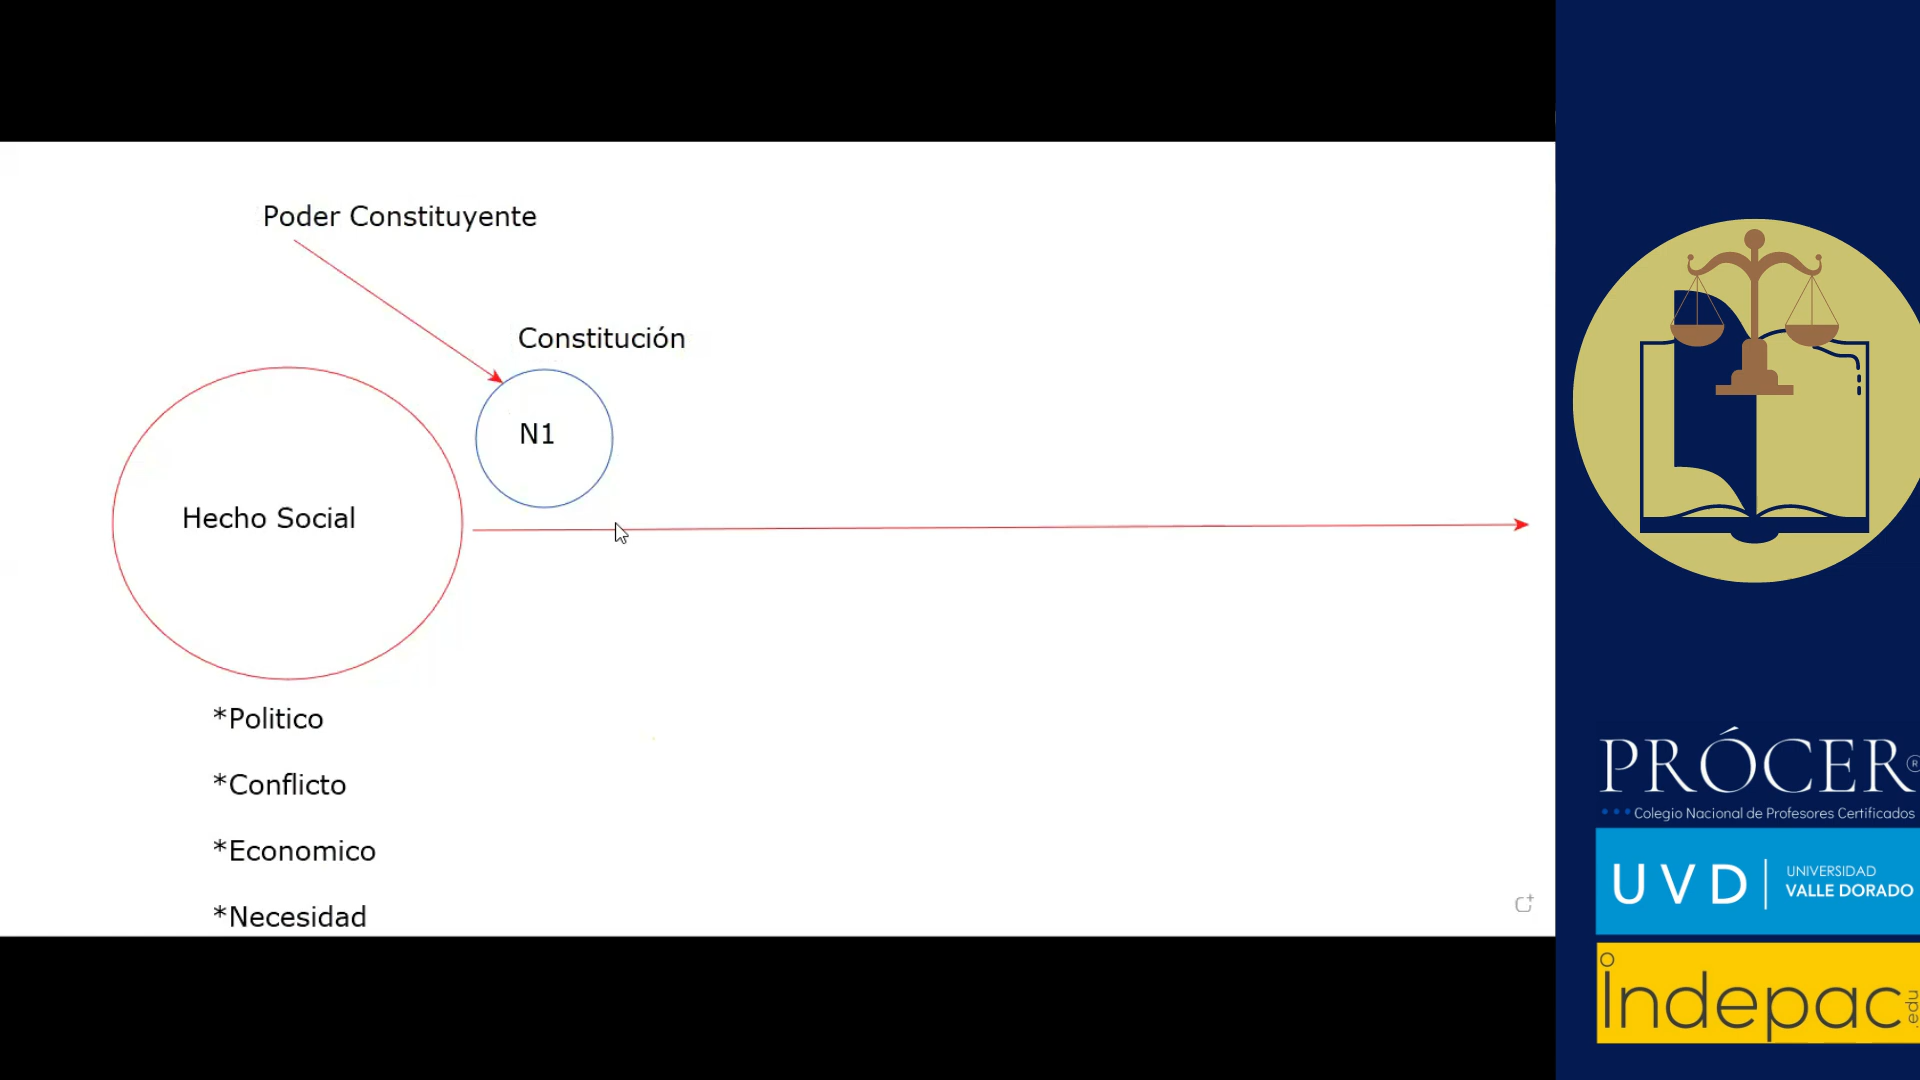 Poder Constituyente
Constitución
N1
Hecho Social
*Politico
*Conflicto
*Economico
*Necesidad
PRÓCER®
Colegio Nacional de Profesores Certificados
UVD
UNIVERSIDAD
VALLE DORADO
indepac.edu